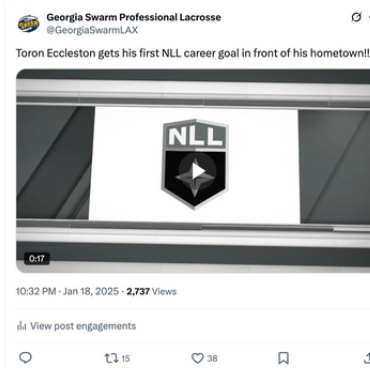 Georgia Swarm Professional Lacrosse
@GeorgiaSwarmLAX
Toron Eccleston gets his first NLL career goal in front of his hometown!!
NLL
0:17
10:32 PM · Jan 18, 2025 · 2,737 Views
View post engagements
15
38